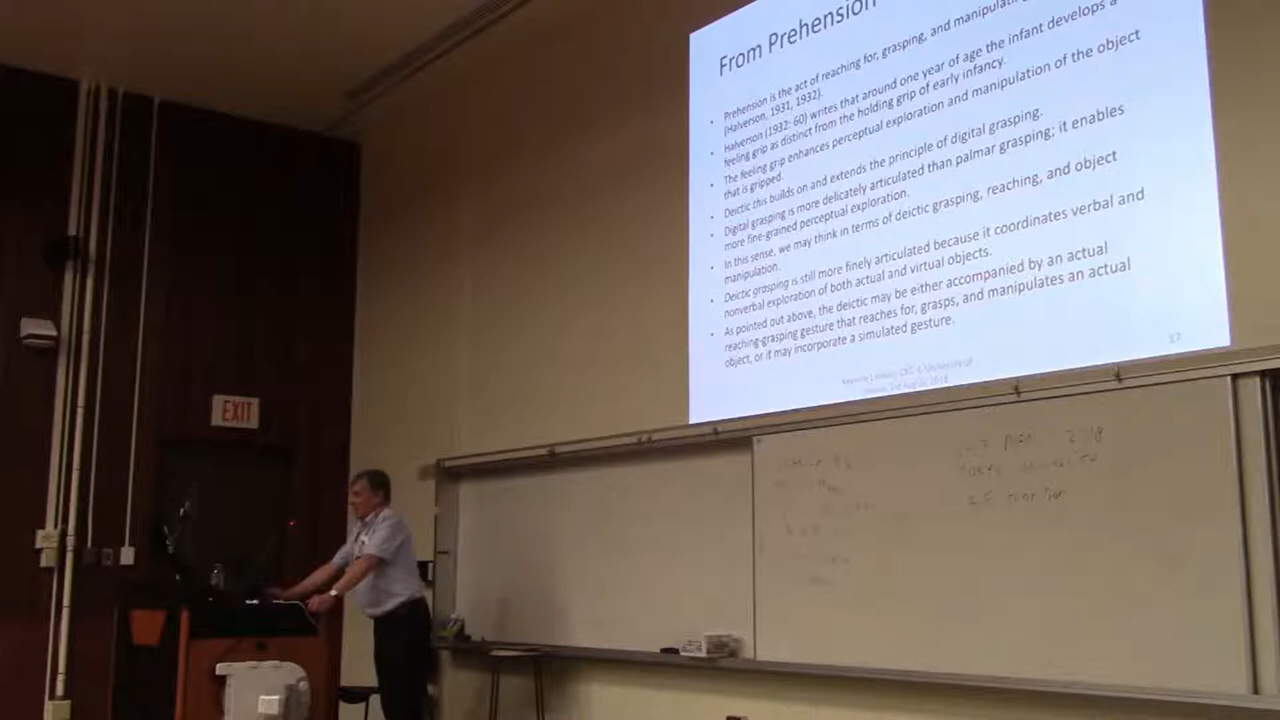 From Prehension
Prehension is the act of reaching for, grasping, and
(Halverson, 1931, 1932).
Halverson (1932: 60) writes that around one year of age the infant develops a
feeling grip as distinct from the holding grip of early infancy.
The feeling grip enhances perceptual exploration and manipulation of the object
that is gripped.
Deictic this builds on and extends the principle of digital grasping.
Digital grasping is more delicately articulated than palmar grasping; it enables
more fine-grained perceptual exploration.
In this sense, we may think in terms of deictic grasping, reaching, and object
manipulation.
Deictic grasping is still more finely articulated because it coordinates verbal and
nonverbal exploration of both actual and virtual objects.
As pointed out above, the deictic may be either accompanied by an actual
reaching-grasping gesture that reaches for, grasps, and manipulates an actual
object, or it may incorporate a simulated gesture.
EXIT